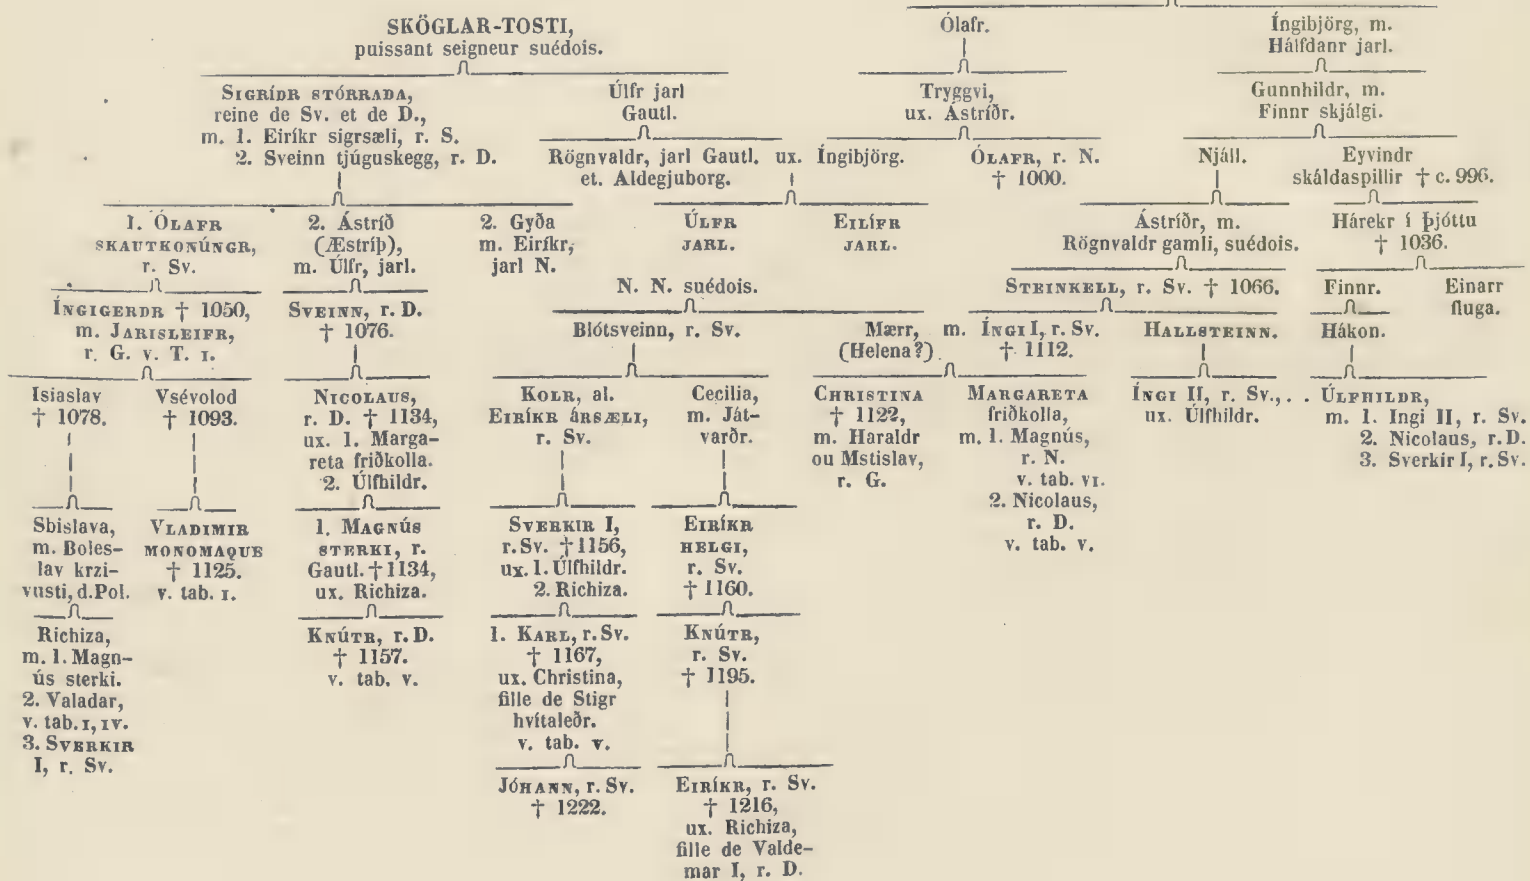 SKÖGLAR-TOSTI,
puissant seigneur suédois.
Ólafr.
Íngibjörg, m.
Hálfdanr jarl.
SIGRÍDR STÓRRADA,
reine de Sv. et de D.,
m. 1. Eiríkr sigrsæli, r. S.
2. Sveinn tjúguskegg, r. D.
Úlfr jarl
Gautl.
Tryggvi,
ux. Ástríðr.
Gunnhildr, m.
Finnr skjálgi.
Rögnvaldr, jarl Gautl. ux. Íngibjörg.
et. Aldegjuborg.
ÓLAFR, r. N.
† 1000.
Njáll.
Eyvindr
skáldaspillir † c. 996.
1. ÓLAFR
SKAUTKONÚNGR,
r. Sv.
2. Ástríð
(Æstríþ),
m. Úlfr, jarl.
2. Gyða
m. Eiríkr,
jarl N.
ÚLFR
JARL.
EILÍFR
JARL.
Ástríðr, m.
Rögnvaldr gamli, suédois.
Hárekr í Þjóttu
† 1036.
ÍNGIGERDR † 1050,
m. JARISLEIFR,
r. G. v. T. I.
SVEINN, r. D.
† 1076.
N. N. suédois.
STEINKELL, r. Sv. † 1066.
Finnr.
Einarr
fluga.
Blótsveinn, r. Sv.
Mærr, m. ÍNGI I, r. Sv.
(Helena?) † 1112.
HALLSTEINN.
Hákon.
Isiaslav
† 1078.
Vsévolod
† 1093.
NICOLAUS,
r. D. † 1134,
ux. 1. Marga-
reta friðkolla.
2. Úlfhildr.
KOLR, al.
EIRÍKR ÁRSÆLI,
r. Sv.
Cecilia,
m. Ját-
varðr.
CHRISTINA
† 1122,
m. Haraldr
ou Mstislav,
r. G.
MARGARETA
friðkolla,
m. 1. Magnús,
r. N.
v. tab. VI.
2. Nicolaus,
r. D.
v. tab. V.
ÍNGI II, r. Sv., . .
ux. Úlfhildr.
ÚLFHILDR,
m. 1. Ingi II, r. Sv.
2. Nicolaus, r. D.
3. Sverkir I, r. Sv.
Sbislava,
m. Boles-
lav krzi-
vusti, d. Pol.
VLADIMIR
MONOMAQUE
† 1125.
v. tab. I.
1. MAGNÚS
STERKI, r.
Gautl. † 1134,
ux. Richiza.
SVERKIR I,
r. Sv. † 1156,
ux. 1. Úlfhildr.
2. Richiza.
EIRÍKR
HELGI,
r. Sv.
† 1160.
Richiza,
m. 1. Magn-
ús sterki.
2. Valadar,
v. tab. I, IV.
3. SVERKIR
I, r. Sv.
KNÚTR, r. D.
† 1157.
v. tab. V.
1. KARL, r. Sv.
† 1167,
ux. Christina,
fille de Stigr
hvítaleðr.
v. tab. V.
KNÚTR,
r. Sv.
† 1195.
JÓHANN, r. Sv.
† 1222.
EIRÍKR, r. Sv.
† 1216,
ux. Richiza,
fille de Valde-
mar I, r. D.